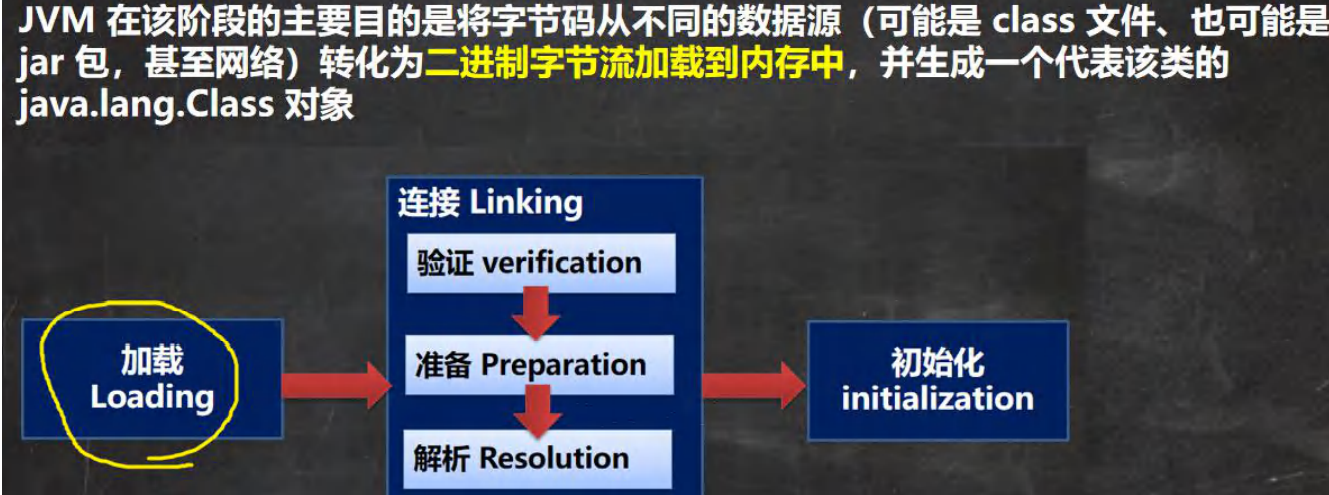 JVM 在该阶段的主要目的是将字节码从不同的数据源（可能是 class 文件、也可能是
jar 包，甚至网络）转化为二进制字节流加载到内存中，并生成一个代表该类的
java.lang.Class 对象
连接 Linking
验证 verification
准备 Preparation
解析 Resolution
加载
Loading
初始化
initialization